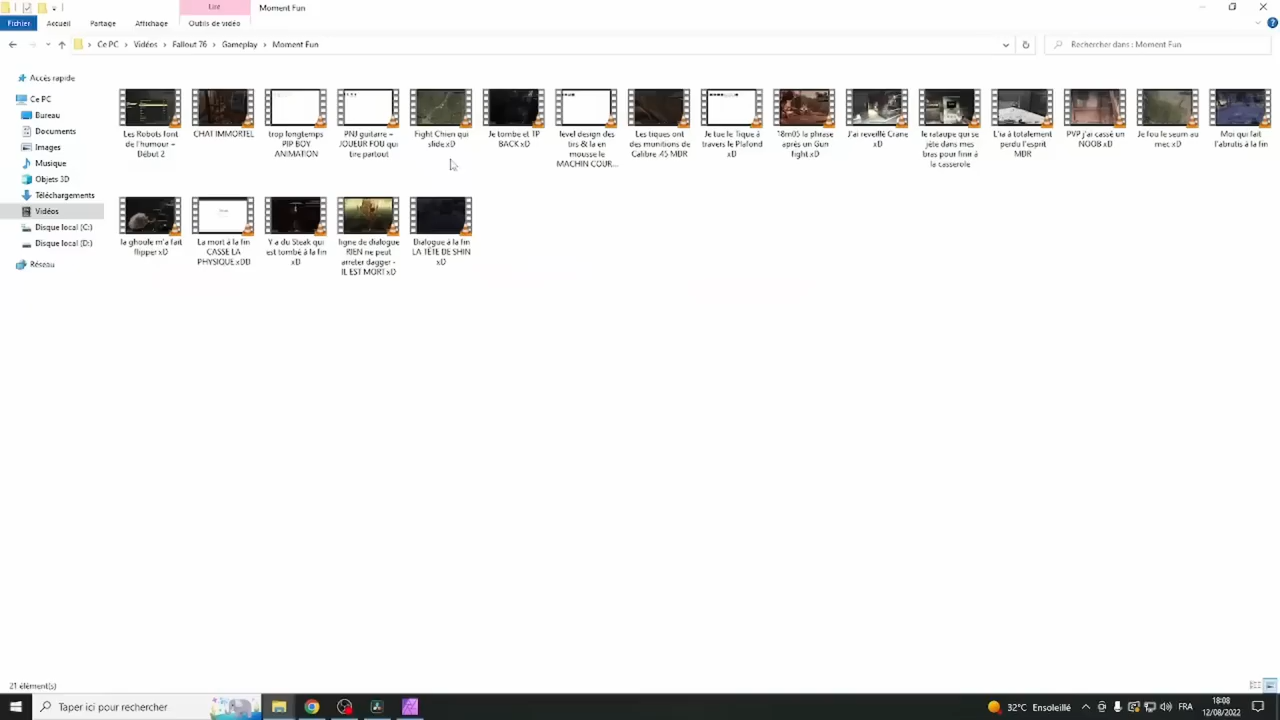 Lire
Moment Fun
Fichier
Accueil
Partage
Affichage
Outils de vidéo
Ce PC
Vidéos
Fallout 76
Gameplay
Moment Fun
Rechercher dans : Moment Fun
Accès rapide
Ce PC
Bureau
Documents
Images
Musique
Objets 3D
Téléchargements
Vidéos
Disque local (C:)
Disque local (D:)
Réseau
Les Robots font
de l'humour +
Début 2
CHAT IMMORTEL
trop longtemps
PIP BOY
ANIMATION
PNJ guitarre +
JOUEUR FOU qui
tire partout
Fight Chien qui
slide xD
Je tombe et TP
BACK xD
level design des
tirs & la en
mousse le
MACHIN COUR...
Les tiques ont
des munitions de
Calibre .45 MDR
Je tue le Tique à
travers le Plafond
xD
18m05 la phrase
après un Gun
fight xD
J'ai reveillé Crane
xD
le rataupe qui se
jète dans mes
bras pour finir à
la casserole
L'ia à totalement
perdu l'esprit
MDR
PVP j'ai cassé un
NOOB xD
Je fou le seum au
mec xD
Moi qui fait
l'abrutis à la fin
la ghoule m'a fait
flipper xD
La mort à la fin
CASSE LA
PHYSIQUE xDD
Y a du Steak qui
est tombé à la fin
xD
ligne de dialogue
RIEN ne peut
arreter dagger -
IL EST MORT xD
Dialogue à la fin
LA TÊTE DE SHIN
xD
21 élément(s)
Taper ici pour rechercher
32°C Ensoleillé
FRA
18:08
12/08/2022